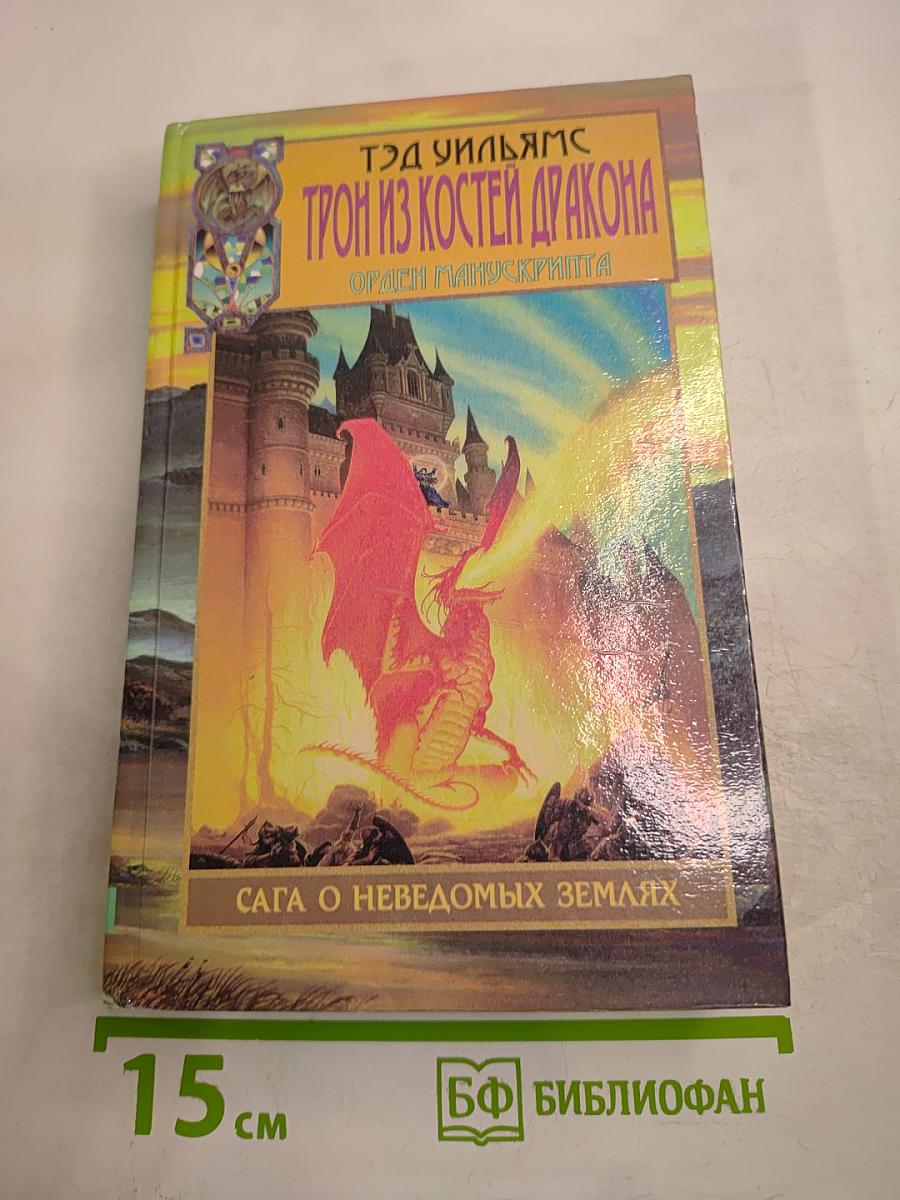 ТЭД УИЛЬЯМС
ТРОН ИЗ КОСТЕЙ ДРАКОНА
ОРДЕН МАНУСКРИПТА
САГА О НЕВЕДОМЫХ ЗЕМЛЯХ
15 см
БФ БИБЛИОФАН